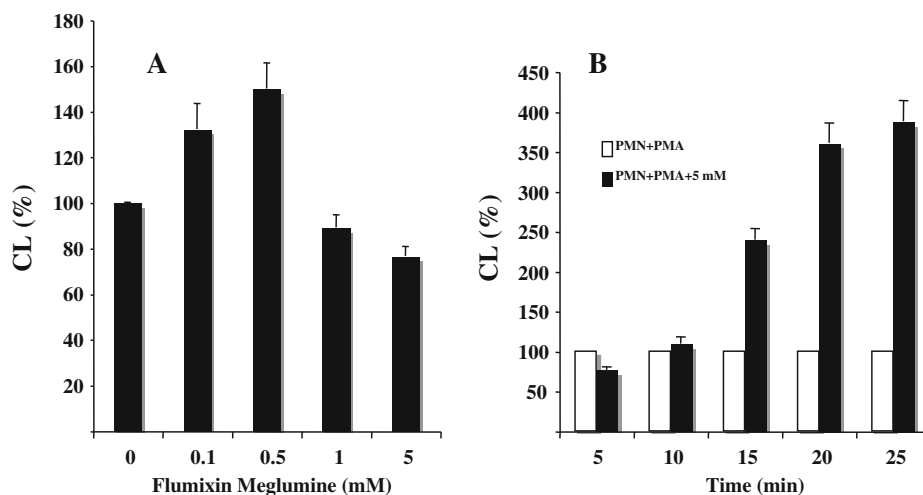 A
CL (%)
180
160
140
120
100
80
60
40
20
0 0.1 0.5 1 5
Flumixin Meglumine (mM)
B
CL (%)
450
400
350
300
250
200
150
100
50
PMN+PMA
PMN+PMA+5 mM
5 10 15 20 25
Time (min)